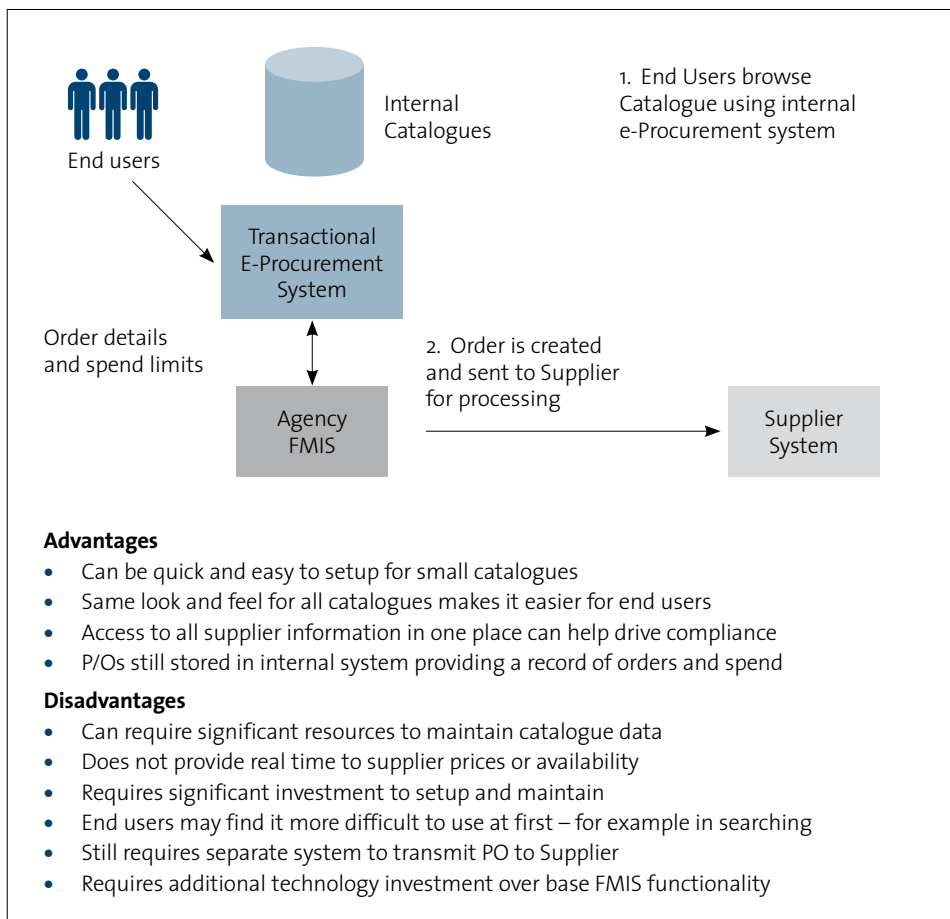 End users
Internal
Catalogues
1. End Users browse
Catalogue using internal
e-Procurement system
Transactional
E-Procurement
System
Order details
and spend limits
2. Order is created
and sent to Supplier
for processing
Agency
FMIS
Supplier
System
Advantages
• Can be quick and easy to setup for small catalogues
• Same look and feel for all catalogues makes it easier for end users
• Access to all supplier information in one place can help drive compliance
• P/Os still stored in internal system providing a record of orders and spend
Disadvantages
• Can require significant resources to maintain catalogue data
• Does not provide real time to supplier prices or availability
• Requires significant investment to setup and maintain
• End users may find it more difficult to use at first – for example in searching
• Still requires separate system to transmit PO to Supplier
• Requires additional technology investment over base FMIS functionality